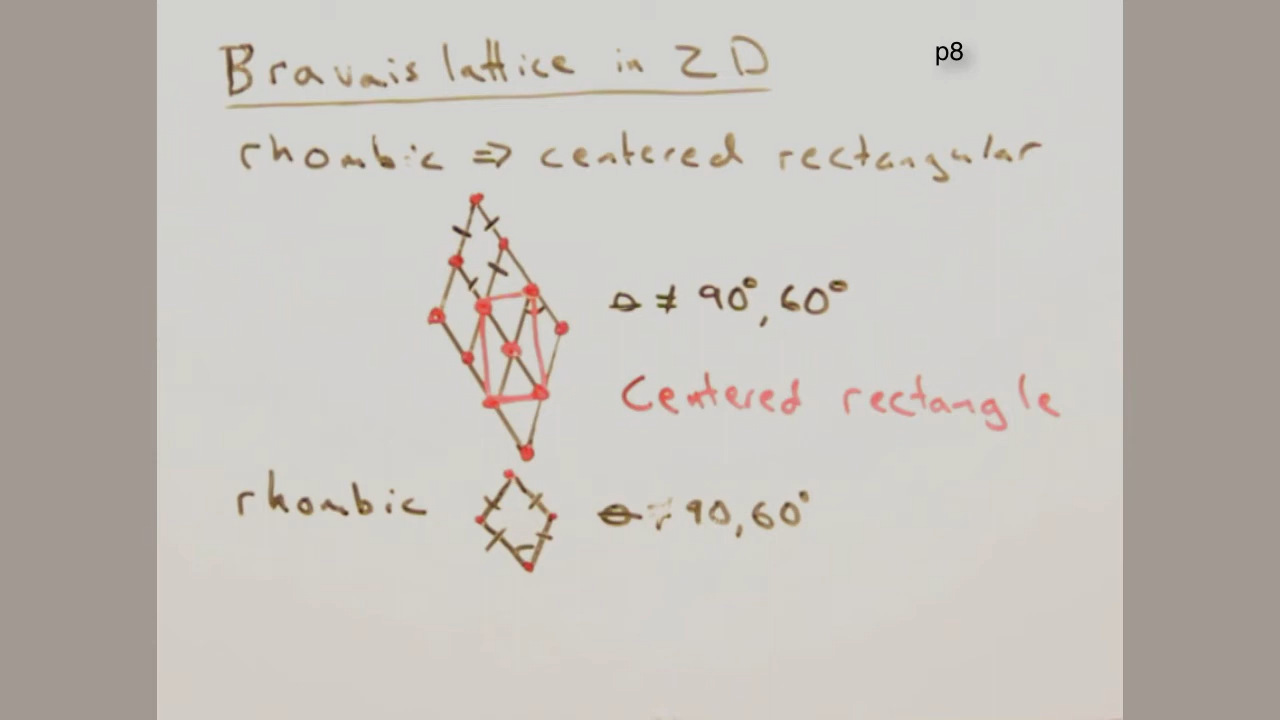 Bravais lattice in 2D
p8
rhombic ⇒ centered rectangular
θ ≠ 90°, 60°
Centered rectangle
rhombic
θ ≠ 90, 60°